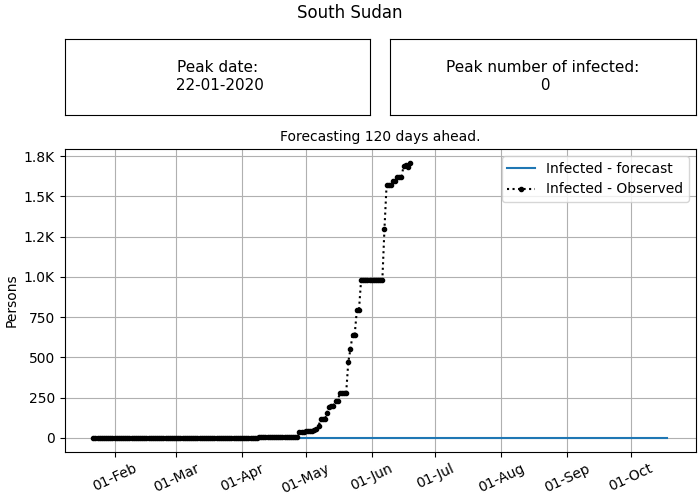 South Sudan
Peak date:
22-01-2020
Peak number of infected:
0
Forecasting 120 days ahead.
1.8K
1.5K
1.2K
1.0K
750
500
250
0
Persons
Infected - forecast
Infected - Observed
01-Feb
01-Mar
01-Apr
01-May
01-Jun
01-Jul
01-Aug
01-Sep
01-Oct